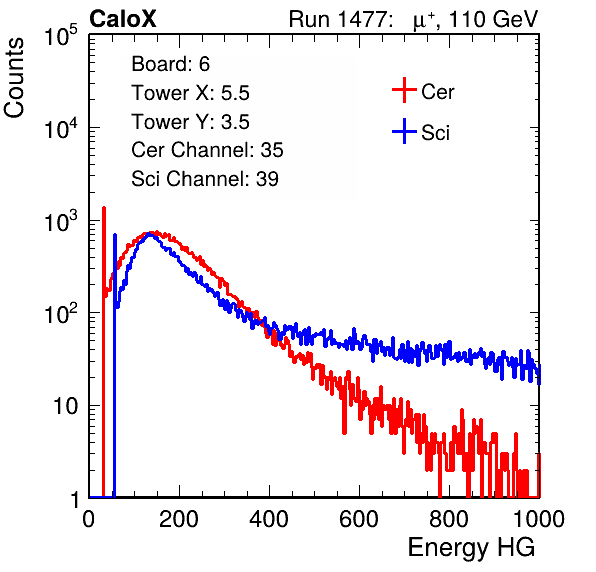 CaloX Run 1477: μ⁺, 110 GeV
Counts
10⁵
10⁴
10³
10²
10
1
Board: 6
Tower X: 5.5
Tower Y: 3.5
Cer Channel: 35
Sci Channel: 39
Cer
Sci
0 200 400 600 800 1000
Energy HG